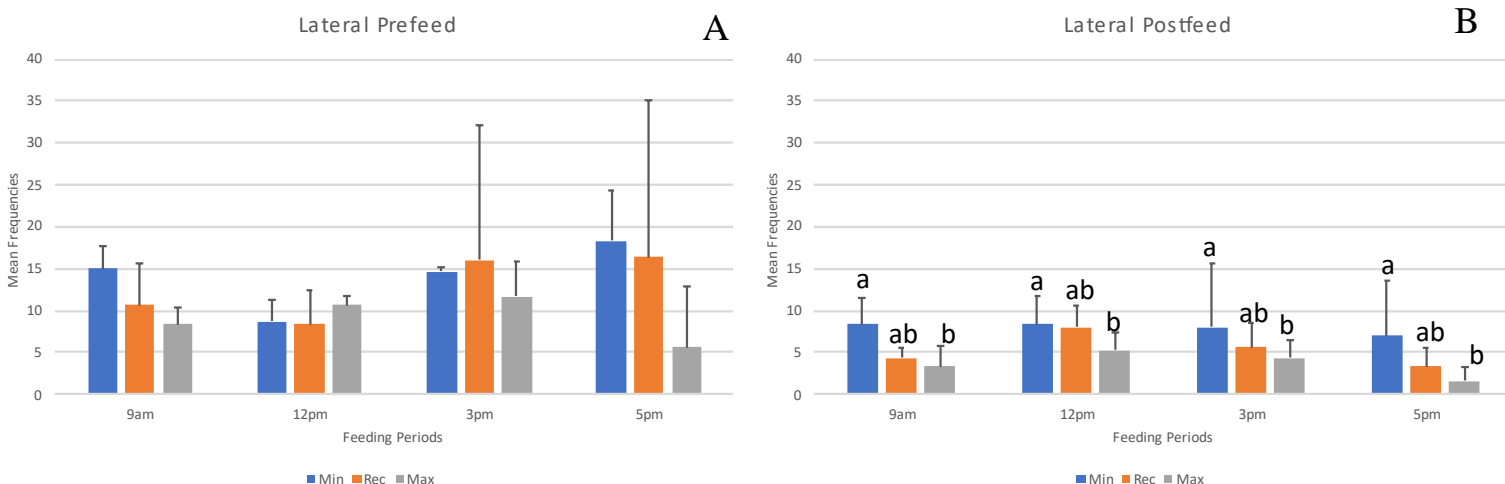 Lateral Prefeed
A
40
35
30
25
20
15
10
5
0
Mean Frequencies
9am 12pm 3pm 5pm
Feeding Periods
Min Rec Max
Lateral Postfeed
B
40
35
30
25
20
15
10
5
0
Mean Frequencies
a ab b
a ab b
a ab b
a ab b
9am 12pm 3pm 5pm
Feeding Periods
Min Rec Max